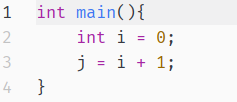 1 int main(){
2     int i = 0;
3     j = i + 1;
4 }